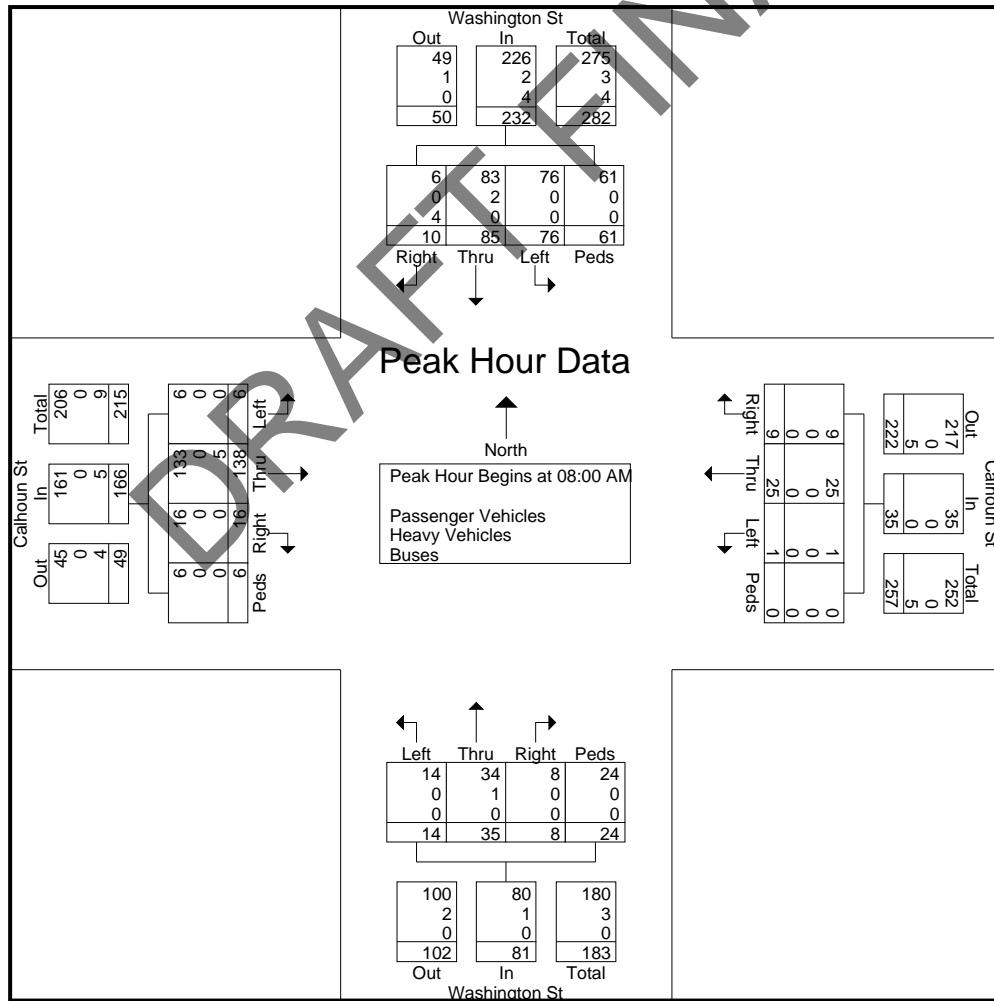 Washington St
Out In Total
49 226 275
1 2 3
0 4 4
50 232 282
6 83 76 61
0 2 0 0
4 0 0 0
10 85 76 61
Right Thru Left Peds
Peak Hour Data
North
Peak Hour Begins at 08:00 AM
Passenger Vehicles
Heavy Vehicles
Buses
Calhoun St
Out In Total
45 161 206
0 0 0
4 5 9
49 166 215
6 16 133 6
0 0 0 0
0 0 5 0
6 16 138 6
Peds Right Thru Left
Calhoun St
Out In Total
217 35 252
0 0 0
5 0 5
222 35 257
9 25 1 0
0 0 0 0
0 0 0 0
9 25 1 0
Right Thru Left Peds
Left Thru Right Peds
14 34 8 24
0 1 0 0
0 0 0 0
14 35 8 24
100 80 180
2 1 3
0 0 0
102 81 183
Out In Total
Washington St